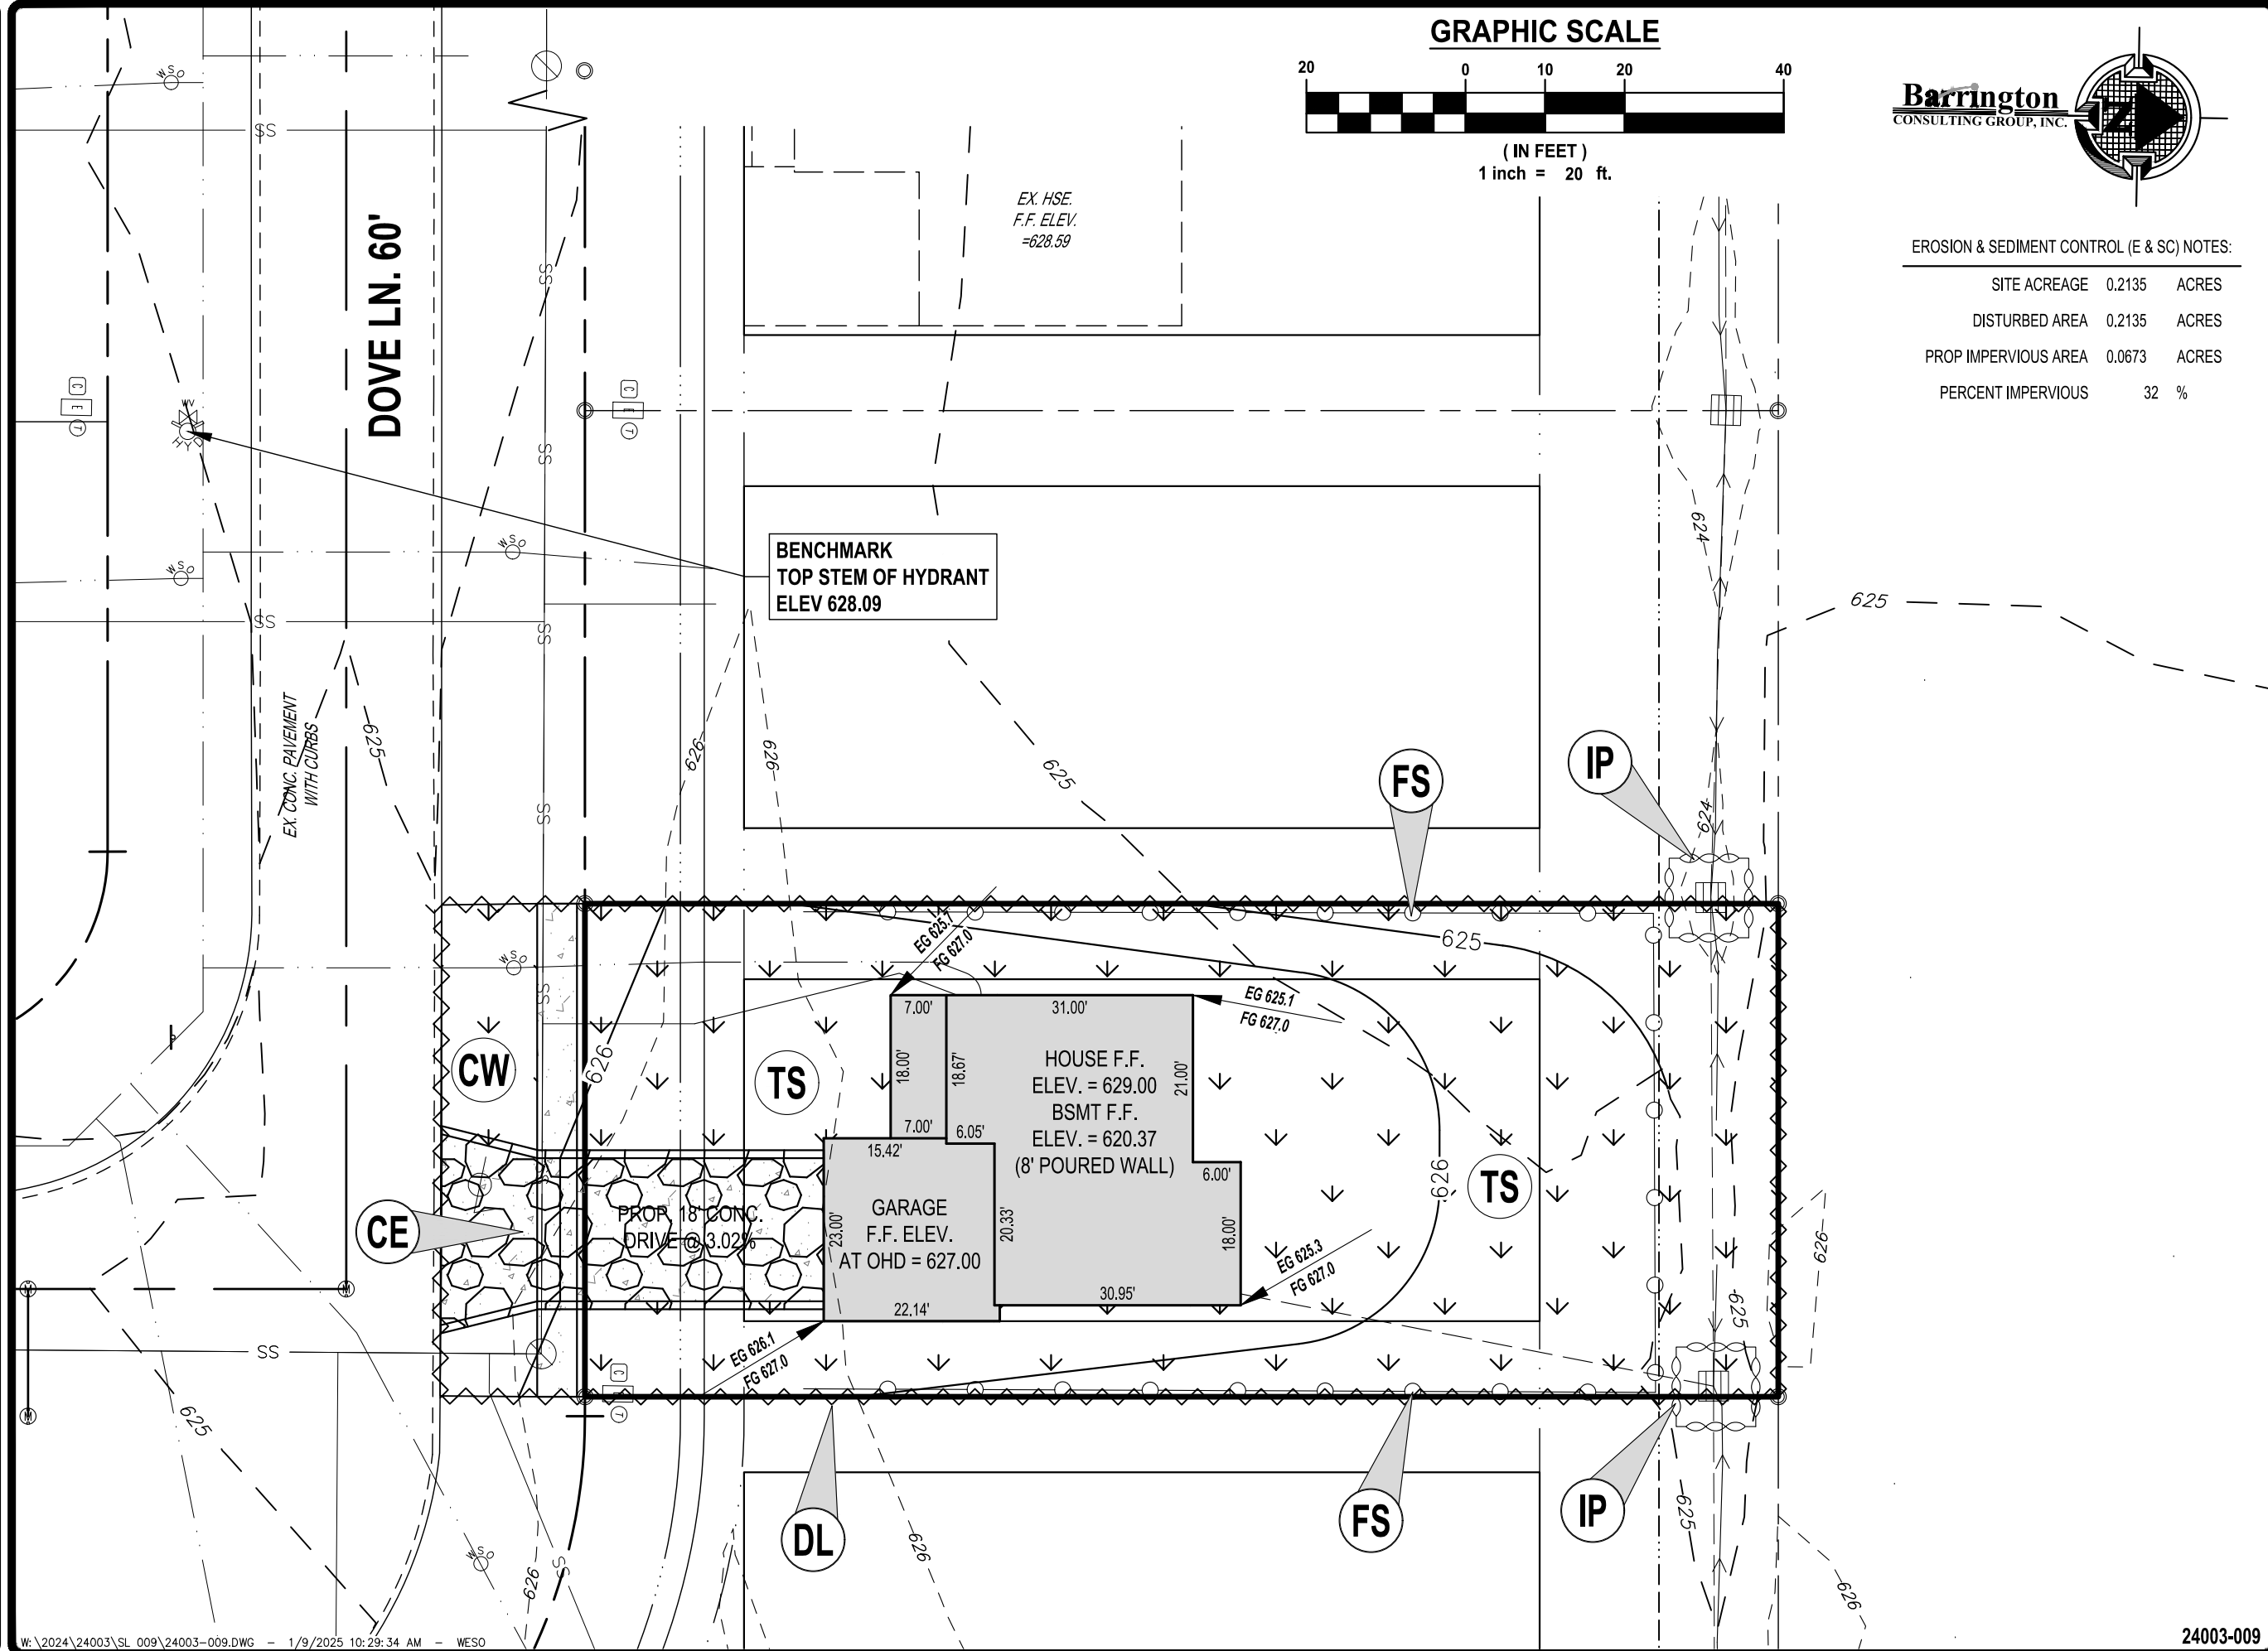 GRAPHIC SCALE
20 0 10 20 40
( IN FEET )
1 inch = 20 ft.
Barrington
CONSULTING GROUP, INC.
Z
EROSION & SEDIMENT CONTROL (E & SC) NOTES:
SITE ACREAGE 0.2135 ACRES
DISTURBED AREA 0.2135 ACRES
PROP IMPERVIOUS AREA 0.0673 ACRES
PERCENT IMPERVIOUS 32 %
WSO
SS
DOVE LN. 60'
SS
EX. HSE.
F.F. ELEV.
=628.59
C
E
T
WV
HYD
C
E
T
SS
BENCHMARK
TOP STEM OF HYDRANT
ELEV 628.09
WSO
WSO
624
625
SS
SS
EX. CONC. PAVEMENT
WITH CURBS
625
626
626
625
FS
IP
SS
624
EG 625.7
FG 627.0
625
WSO
SS
EG 625.1
FG 627.0
7.00'
31.00'
CW
626
TS
18.00'
18.67'
21.00'
HOUSE F.F.
ELEV. = 629.00
BSMT F.F.
ELEV. = 620.37
(8' POURED WALL)
7.00'
6.05'
15.42'
6.00'
626
TS
CE
PROP. 18' CONC.
DRIVE @ 3.02%
23.00'
GARAGE
F.F. ELEV.
AT OHD = 627.00
20.33'
18.00'
EG 625.3
FG 627.0
626
22.14'
30.95'
625
M
M
SS
EG 626.1
FG 627.0
C
T
M
625
DL
FS
IP
625
626
WSO
SS
626
626
W:\2024\24003\SL 009\24003-009.DWG - 1/9/2025 10:29:34 AM - WESO
24003-009